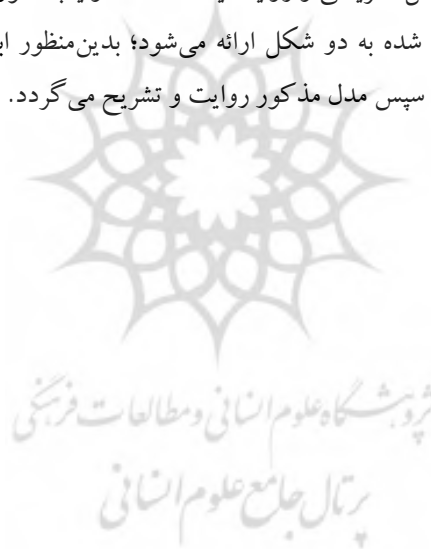 شده به دو شکل ارائه می‌شود؛ بدین‌منظور
سپس مدل مذکور روایت و تشریح می‌گردد.
پژوهشگاه علوم انسانی و مطالعات فرهنگی
پرتال جامع علوم انسانی